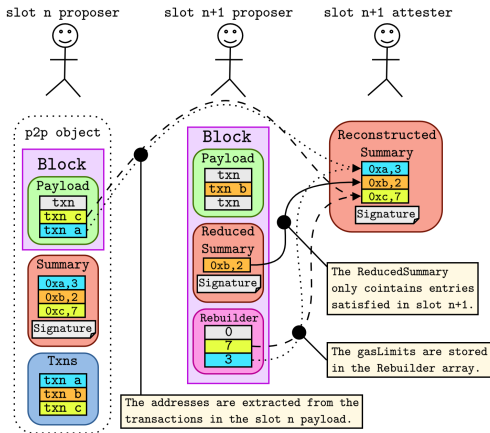 slot n proposer
slot n+1 proposer
slot n+1 attester
p2p object
Block
Payload
txn
txn c
txn a
Summary
0xa,3
0xb,2
0xc,7
Signature
Txns
txn a
txn b
txn c
Block
Payload
txn
txn b
txn
Reduced
Summary
0xb,2
Signature
Rebuilder
0
7
3
Reconstructed
Summary
0xa,3
0xb,2
0xc,7
Signature
The ReducedSummary
only cointains entries
satisfied in slot n+1.
The gasLimits are stored
in the Rebuilder array.
The addresses are extracted from the
transactions in the slot n payload.